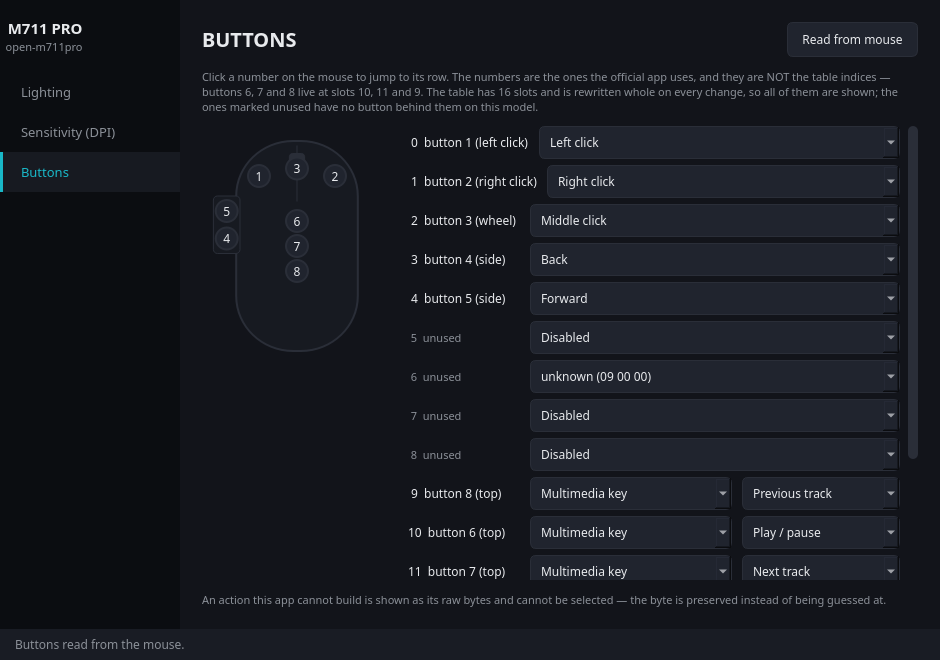 M711 PRO
open-m711pro
Lighting
Sensitivity (DPI)
Buttons
BUTTONS
Read from mouse
Click a number on the mouse to jump to its row. The numbers are the ones the official app uses, and they are NOT the table indices —
buttons 6, 7 and 8 live at slots 10, 11 and 9. The table has 16 slots and is rewritten whole on every change, so all of them are shown; the
ones marked unused have no button behind them on this model.
1 3 2
5
4
6
7
8
0 button 1 (left click) Left click
1 button 2 (right click) Right click
2 button 3 (wheel) Middle click
3 button 4 (side) Back
4 button 5 (side) Forward
5 unused Disabled
6 unused unknown (09 00 00)
7 unused Disabled
8 unused Disabled
9 button 8 (top) Multimedia key Previous track
10 button 6 (top) Multimedia key Play / pause
11 button 7 (top) Multimedia key Next track
An action this app cannot build is shown as its raw bytes and cannot be selected — the byte is preserved instead of being guessed at.
Buttons read from the mouse.